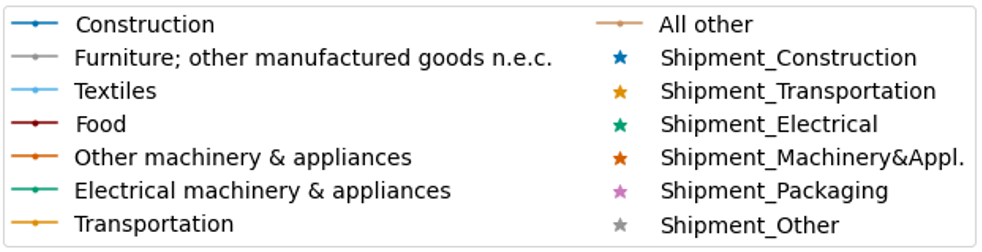 Construction
Furniture; other manufactured goods n.e.c.
Textiles
Food
Other machinery & appliances
Electrical machinery & appliances
Transportation
All other
Shipment_Construction
Shipment_Transportation
Shipment_Electrical
Shipment_Machinery&Appl.
Shipment_Packaging
Shipment_Other